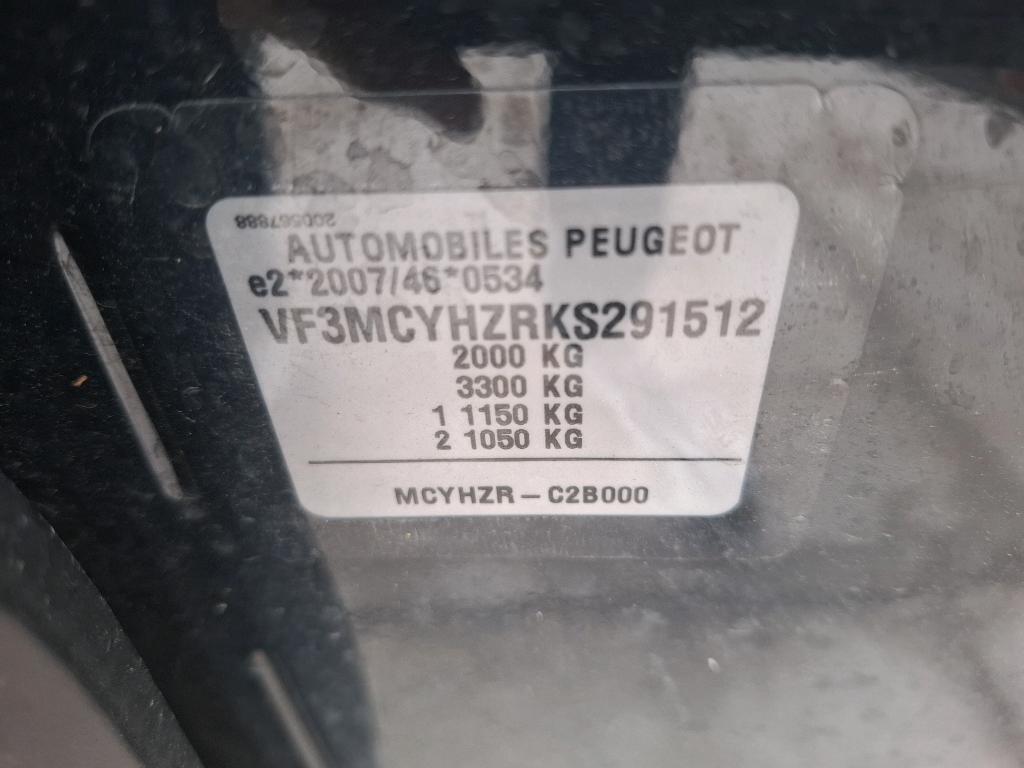 200567888
AUTOMOBILES PEUGEOT
e2*2007/46*0534
VF3MCYHZRKS291512
2000 KG
3300 KG
1 1150 KG
2 1050 KG
MCYHZR – C2B000